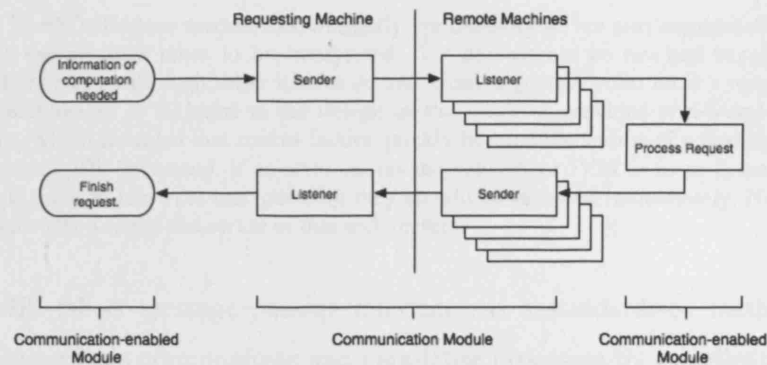 Requesting Machine
Remote Machines
Information or
computation
needed
Sender
Listener
Process Request
Finish
request.
Listener
Sender
Communication-enabled
Module
Communication Module
Communication-enabled
Module